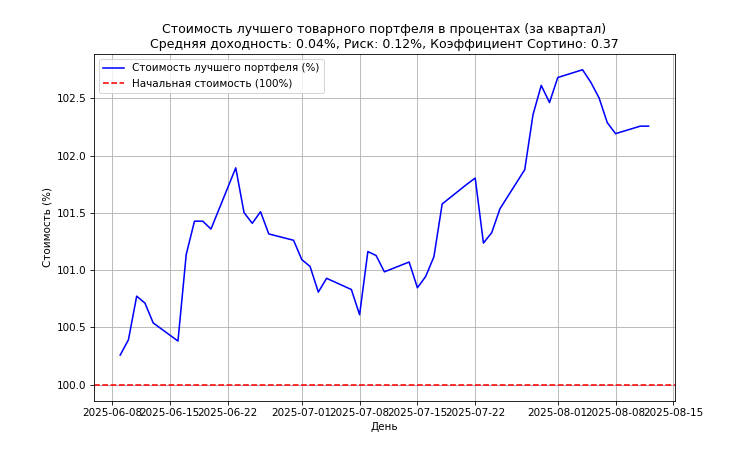 Стоимость лучшего товарного портфеля в процентах (за квартал)
Средняя доходность: 0.04%, Риск: 0.12%, Коэффициент Сортино: 0.37
Стоимость лучшего портфеля (%)
Начальная стоимость (100%)
Стоимость (%)
102.5
102.0
101.5
101.0
100.5
100.0
2025-06-08 2025-06-15 2025-06-22 2025-07-01 2025-07-08 2025-07-15 2025-07-22 2025-08-01 2025-08-08 2025-08-15
День